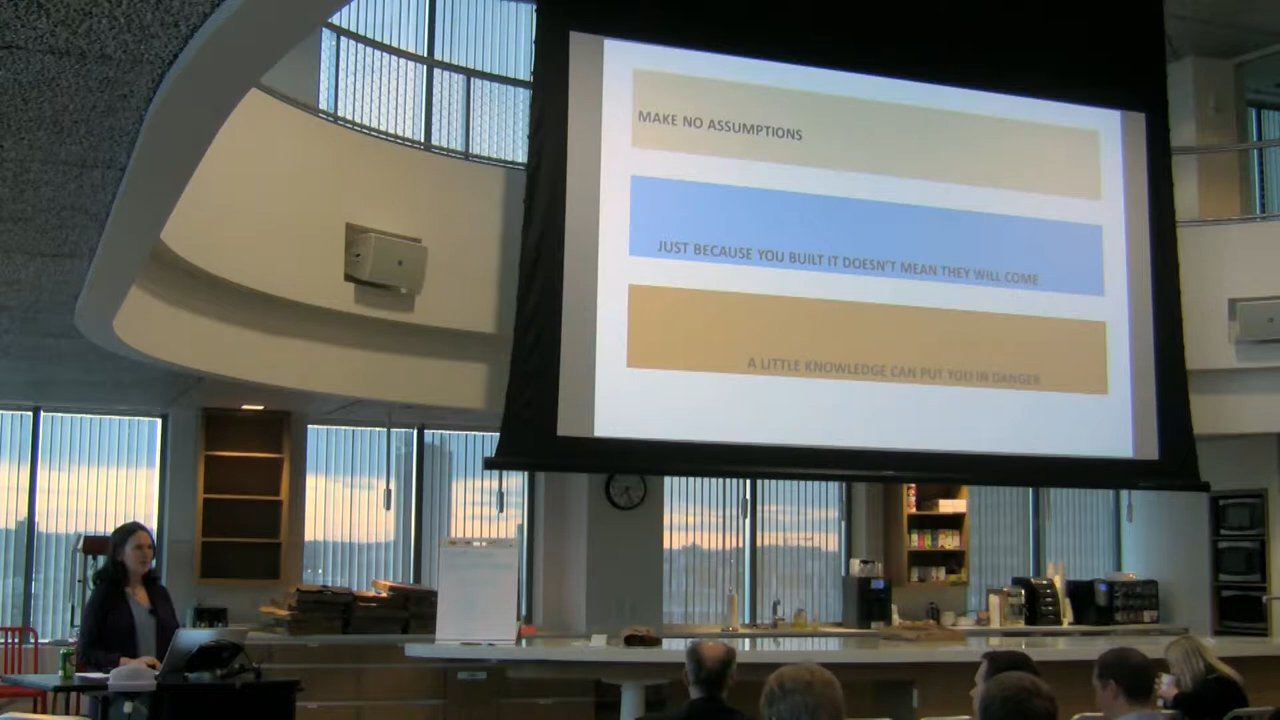 MAKE NO ASSUMPTIONS
JUST BECAUSE YOU BUILT IT DOESN'T MEAN THEY WILL COME
A LITTLE KNOWLEDGE CAN PUT YOU IN DANGER